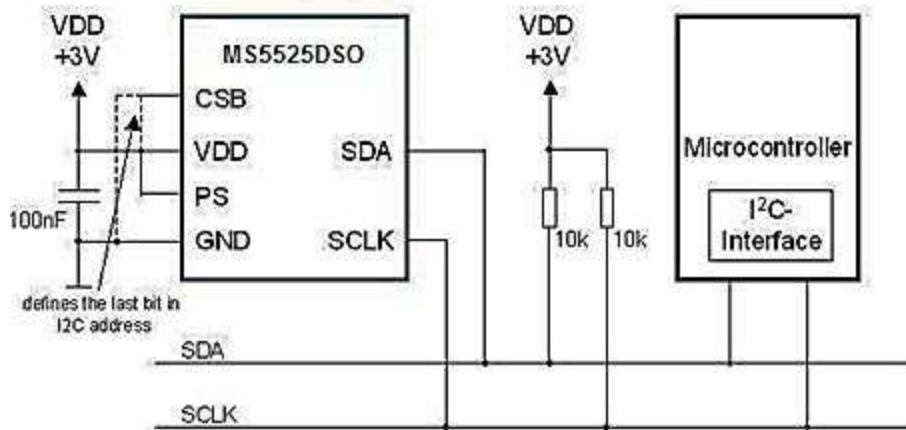 VDD
+3V
MS5525DSO
CSB
VDD
PS
GND
SDA
SCLK
100nF
defines the last bit in
I2C address
VDD
+3V
10k
10k
Microcontroller
I²C-
Interface
SDA
SCLK